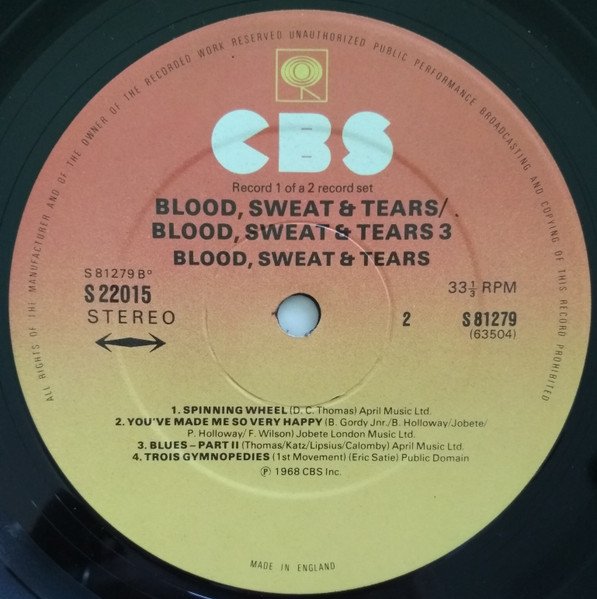 ALL RIGHTS OF THE MANUFACTURER AND OF THE OWNER OF THE RECORDED WORK RESERVED UNAUTHORIZED PUBLIC PERFORMANCE BROADCASTING AND COPYING OF THIS RECORD PROHIBITED
CBS
Record 1 of a 2 record set
BLOOD, SWEAT & TEARS/.
BLOOD, SWEAT & TEARS 3
BLOOD, SWEAT & TEARS
S 81279 Bº
S 22015
STEREO
33⅓ RPM
2
S 81279
(63504)
1. SPINNING WHEEL (D. C. Thomas) April Music Ltd.
2. YOU'VE MADE ME SO VERY HAPPY (B. Gordy Jnr./B. Holloway/Jobete/
P. Holloway/F. Wilson) Jobete London Music Ltd.
3. BLUES – PART II (Thomas/Katz/Lipsius/Calomby) April Music Ltd.
4. TROIS GYMNOPEDIES (1st Movement) (Eric Satie) Public Domain
℗ 1968 CBS Inc.
MADE IN ENGLAND